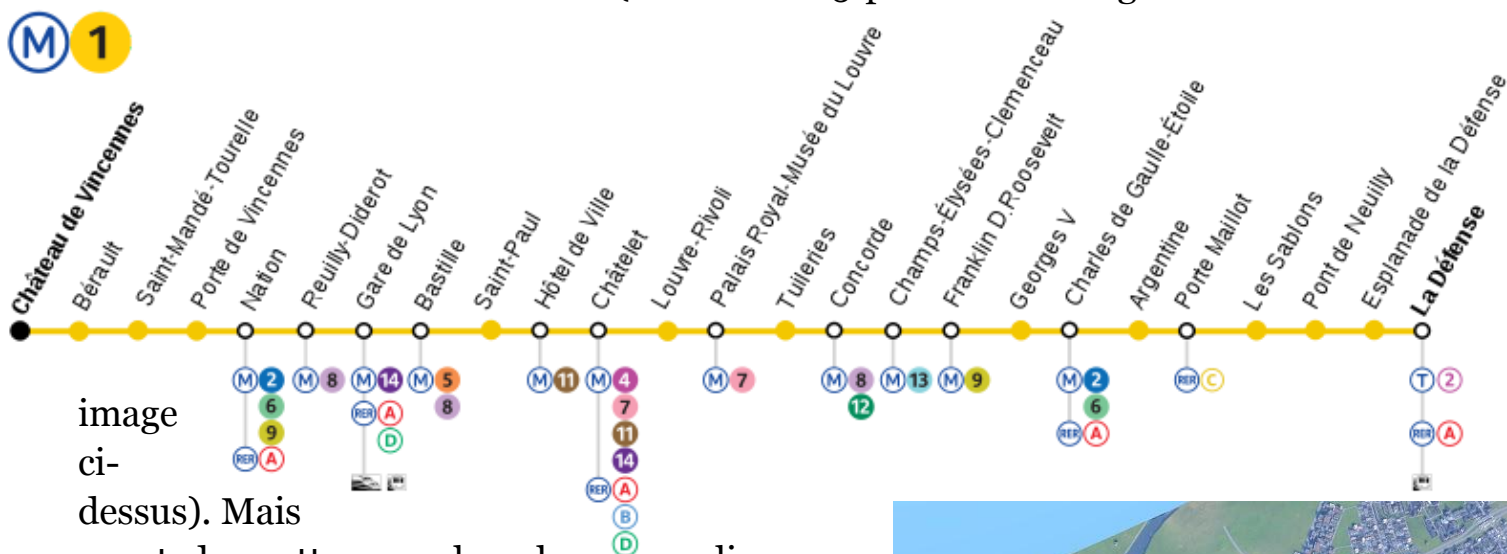 M 1
Château de Vincennes
Bérault
Saint-Mandé-Tourelle
Porte de Vincennes
Nation
Reuilly-Diderot
Gare de Lyon
Bastille
Saint-Paul
Hôtel de Ville
Châtelet
Louvre-Rivoli
Palais Royal-Musée du Louvre
Tuileries
Concorde
Champs-Élysées-Clemenceau
Franklin D.Roosevelt
Georges V
Charles de Gaulle-Étoile
Argentine
Porte Maillot
Les Sablons
Pont de Neuilly
Esplanade de la Défense
La Défense
M 2
6
9
RER A
M 8
M 14
RER A
D
M 5
8
M 11
M 4
7
11
14
RER A
B
D
M 7
M 8
12
M 13
M 9
M 2
6
RER A
RER C
T 2
RER A
image
ci-
dessus). Mais